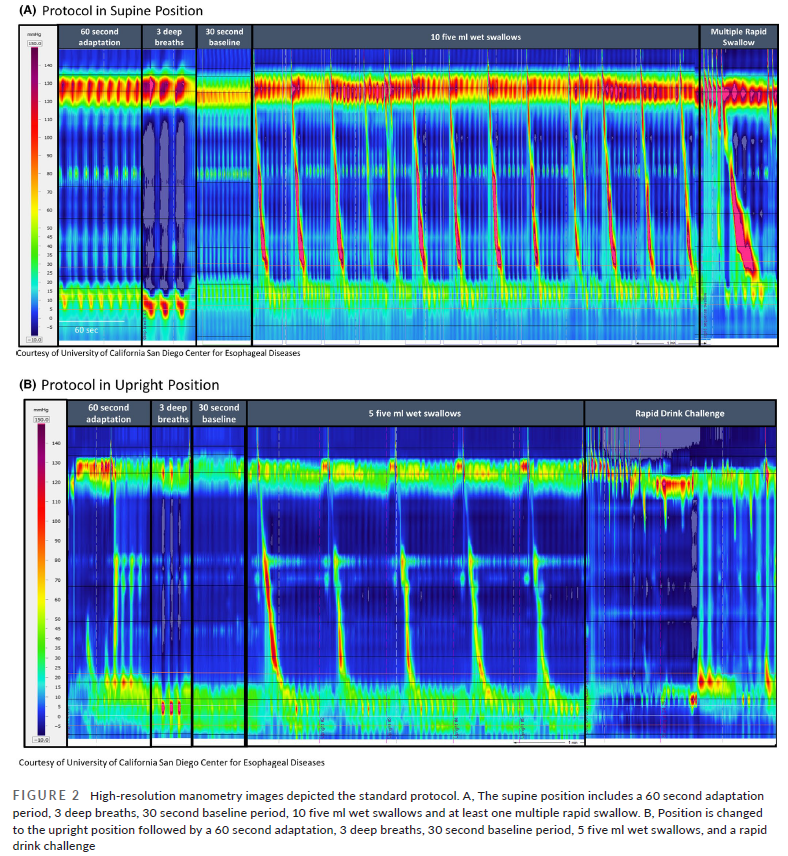 (A) Protocol in Supine Position
mmHg
150.0
60 second
adaptation
3 deep
breaths
30 second
baseline
10 five ml wet swallows
Multiple Rapid
Swallow
140
130
120
110
100
90
80
70
60
50
45
40
35
30
25
20
15
10
5
0
-5
-10.0
60 sec
Courtesy of University of California San Diego Center for Esophageal Diseases
(B) Protocol in Upright Position
mmHg
150.0
60 second
adaptation
3 deep
breaths
30 second
baseline
5 five ml wet swallows
Rapid Drink Challenge
140
130
120
110
100
90
80
70
60
50
45
40
35
30
25
20
15
10
5
0
-5
-10.0
Courtesy of University of California San Diego Center for Esophageal Diseases
FIGURE 2 High-resolution manometry images depicted the standard protocol. A, The supine position includes a 60 second adaptation
period, 3 deep breaths, 30 second baseline period, 10 five ml wet swallows and at least one multiple rapid swallow. B, Position is changed
to the upright position followed by a 60 second adaptation, 3 deep breaths, 30 second baseline period, 5 five ml wet swallows, and a rapid
drink challenge